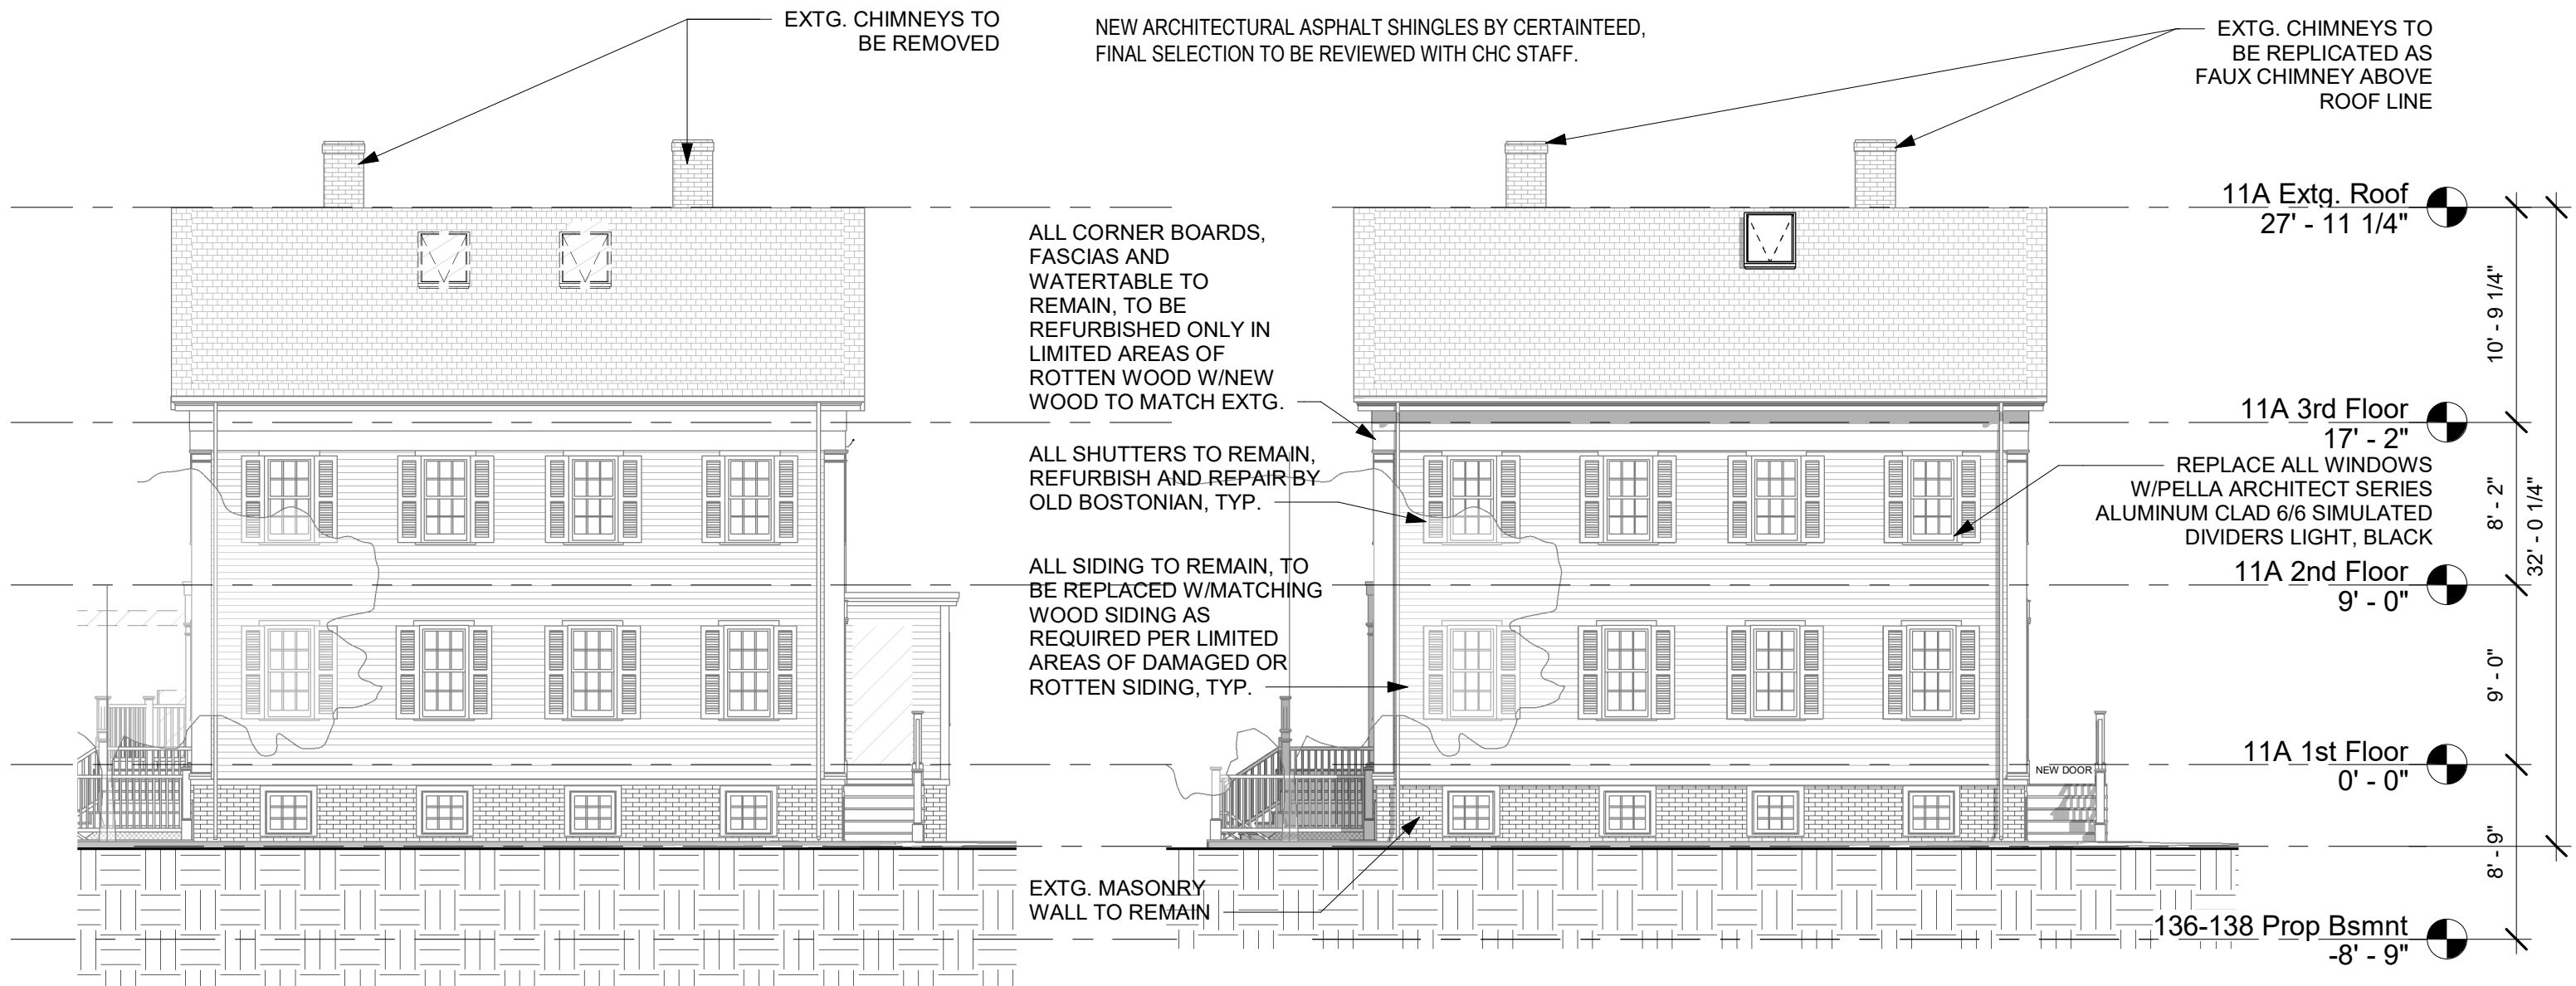 EXTG. CHIMNEYS TO
BE REMOVED
NEW ARCHITECTURAL ASPHALT SHINGLES BY CERTAINTEED,
FINAL SELECTION TO BE REVIEWED WITH CHC STAFF.
EXTG. CHIMNEYS TO
BE REPLICATED AS
FAUX CHIMNEY ABOVE
ROOF LINE
ALL CORNER BOARDS,
FASCIAS AND
WATERTABLE TO
REMAIN, TO BE
REFURBISHED ONLY IN
LIMITED AREAS OF
ROTTEN WOOD W/NEW
WOOD TO MATCH EXTG.
ALL SHUTTERS TO REMAIN,
REFURBISH AND REPAIR BY
OLD BOSTONIAN, TYP.
ALL SIDING TO REMAIN, TO
BE REPLACED W/MATCHING
WOOD SIDING AS
REQUIRED PER LIMITED
AREAS OF DAMAGED OR
ROTTEN SIDING, TYP.
EXTG. MASONRY
WALL TO REMAIN
NEW DOOR
11A Extg. Roof
27' - 11 1/4"
11A 3rd Floor
17' - 2"
REPLACE ALL WINDOWS
W/PELLA ARCHITECT SERIES
ALUMINUM CLAD 6/6 SIMULATED
DIVIDERS LIGHT, BLACK
11A 2nd Floor
9' - 0"
11A 1st Floor
0' - 0"
136-138 Prop Bsmnt
-8' - 9"
10' - 9 1/4"
8' - 2"
9' - 0"
8' - 9"
32' - 0 1/4"